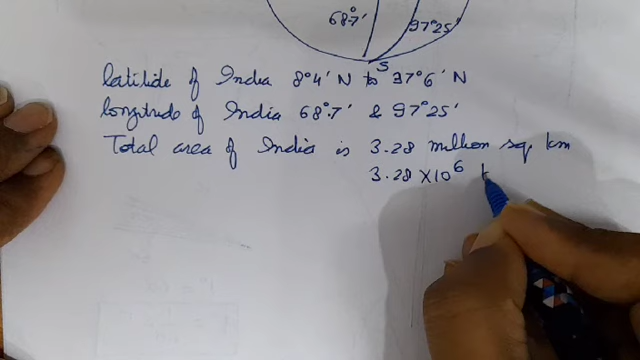 68°7'
97°25'
S
latitude of India 8°4' N to 37°6' N
longitude of India 68°.7' & 97°25'
Total area of India is 3.28 million sq km
3.28 ×10⁶ k